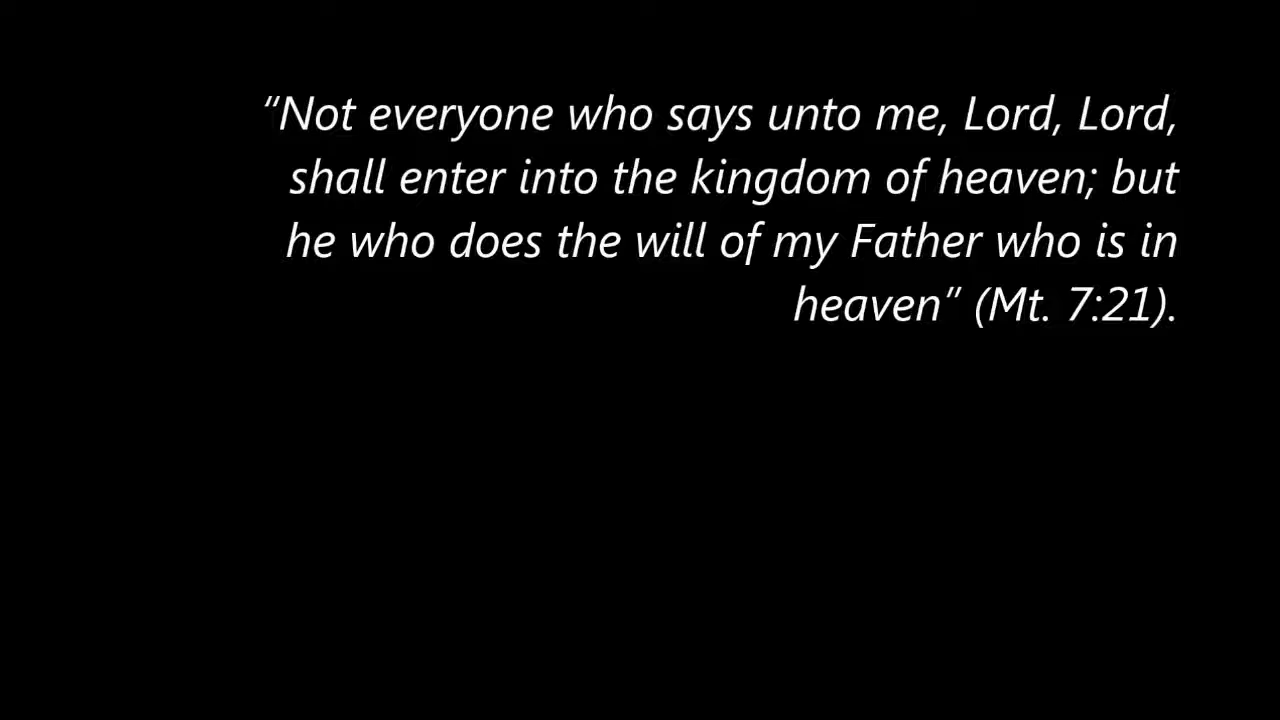 “Not everyone who says unto me, Lord, Lord,
shall enter into the kingdom of heaven; but
he who does the will of my Father who is in
heaven” (Mt. 7:21).